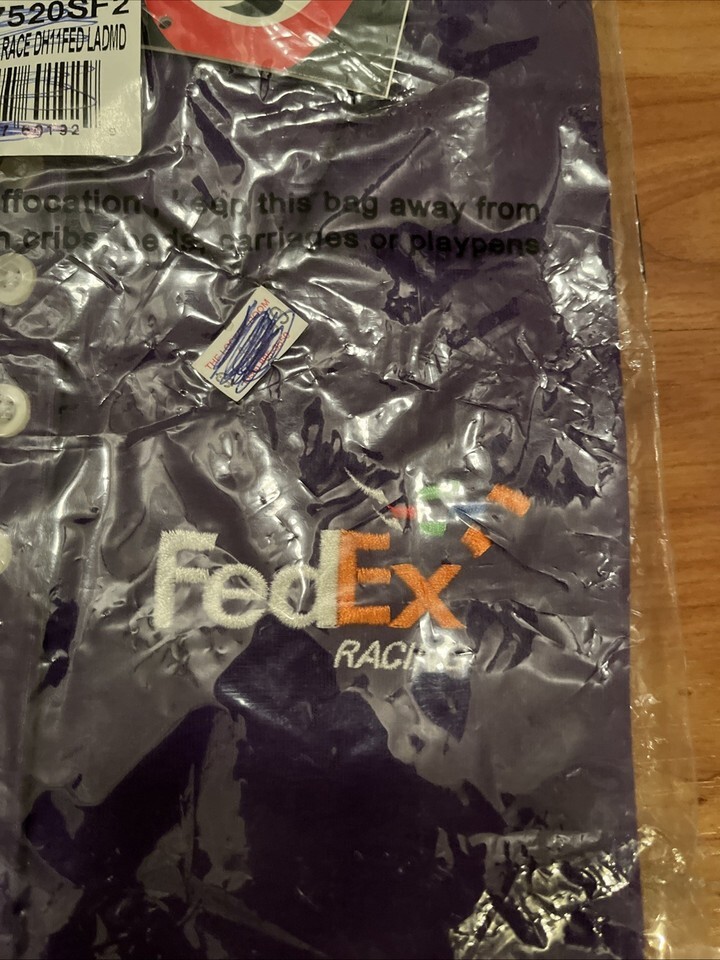 7520SF2
RACE DH11FED LADMD
ffocation, keep this bag away from
n cribs, beds, carriages or playpens
FedEx
RACING